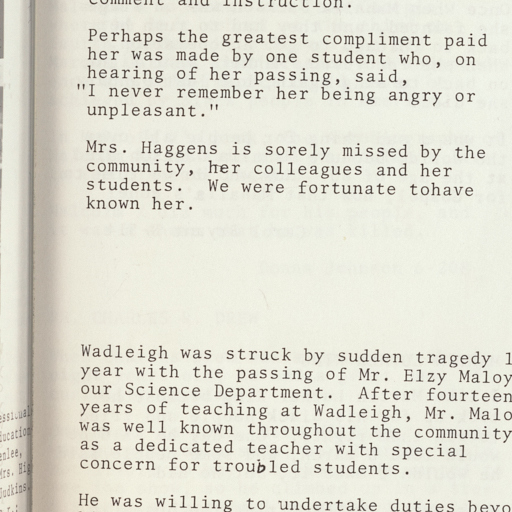 comment and instruction.
Perhaps the greatest compliment paid
her was made by one student who, on
hearing of her passing, said,
"I never remember her being angry or
unpleasant."
Mrs. Haggens is sorely missed by the
community, her colleagues and her
students. We were fortunate tohave
known her.
Wadleigh was struck by sudden tragedy l
year with the passing of Mr. Elzy Maloy
our Science Department. After fourteen
years of teaching at Wadleigh, Mr. Malo
was well known throughout the community
as a dedicated teacher with special
concern for troubled students.
He was willing to undertake duties beyo